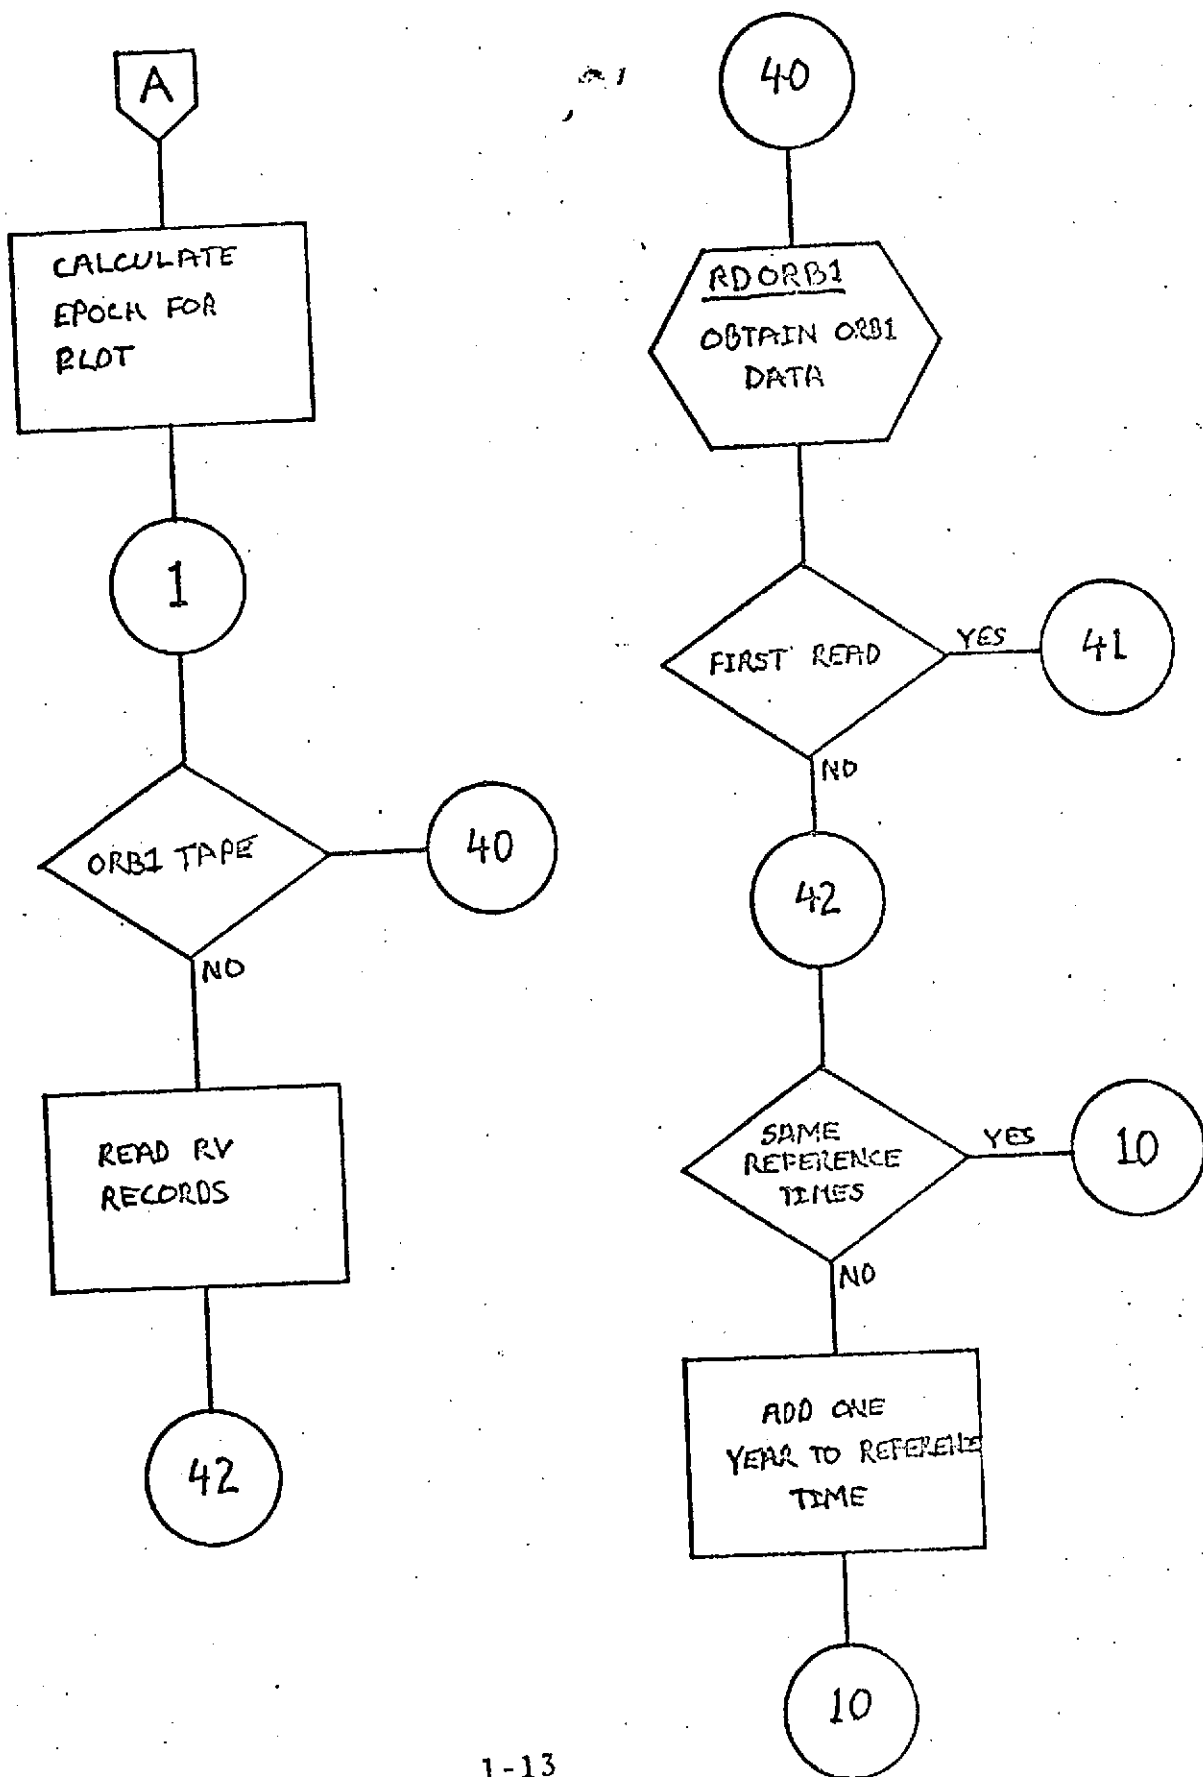 A
CALCULATE
EPOCH FOR
PLOT
1
ORB1 TAPE
40
NO
READ RV
RECORDS
42
40
RDORB1
OBTAIN ORB1
DATA
FIRST READ
YES
41
NO
42
SAME
REFERENCE
TIMES
YES
10
NO
ADD ONE
YEAR TO REFERENCE
TIME
10
1-13